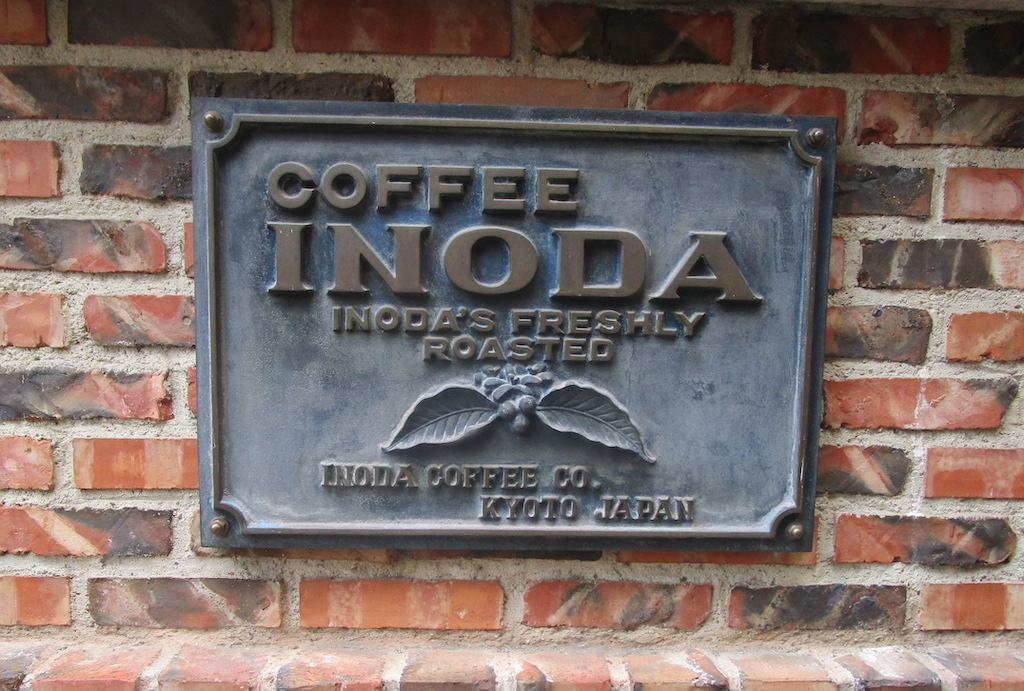 COFFEE
INODA
INODA'S FRESHLY
ROASTED
INODA COFFEE CO.
KYOTO JAPAN